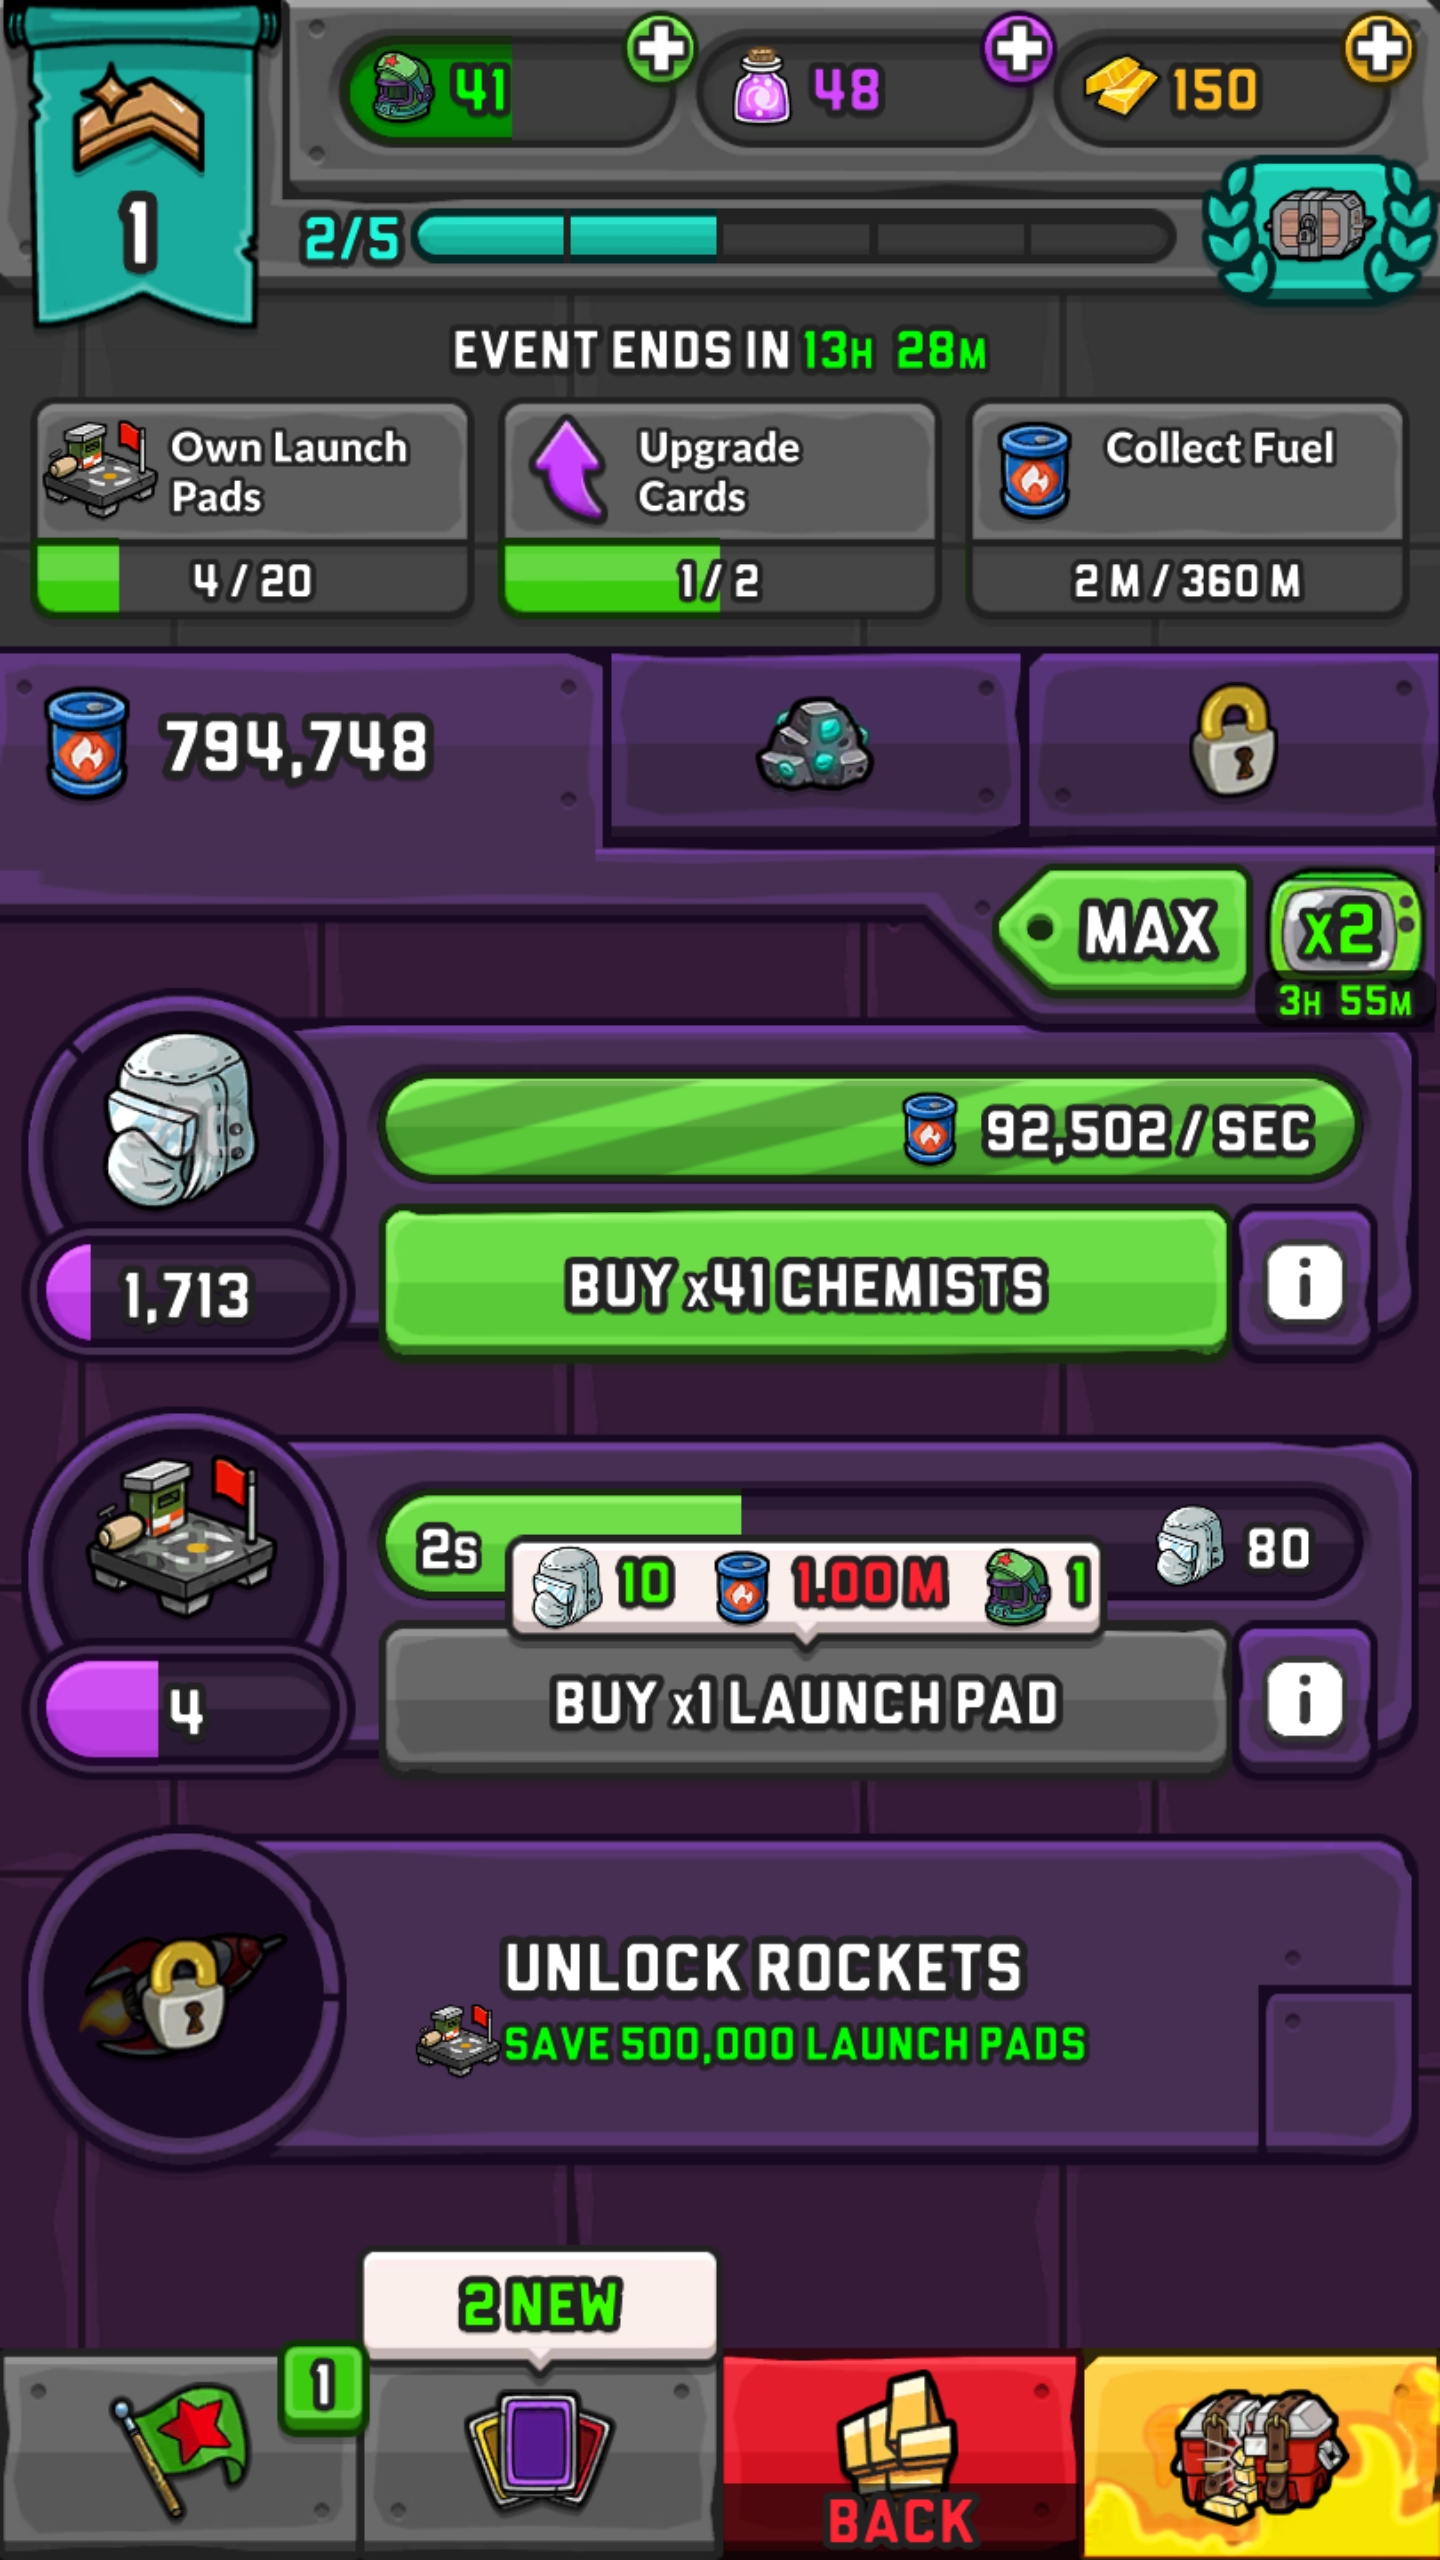 41 48 150
1
2/5
EVENT ENDS IN 13H 28M
Own Launch
Pads
4 / 20
Upgrade
Cards
1 / 2
Collect Fuel
2 M / 360 M
794,748
MAX
x2
3H 55M
92,502 / SEC
1,713
BUY x41 CHEMISTS
i
2s
80
10 1.00 M 1
4
BUY x1 LAUNCH PAD
i
UNLOCK ROCKETS
SAVE 500,000 LAUNCH PADS
2 NEW
1
BACK